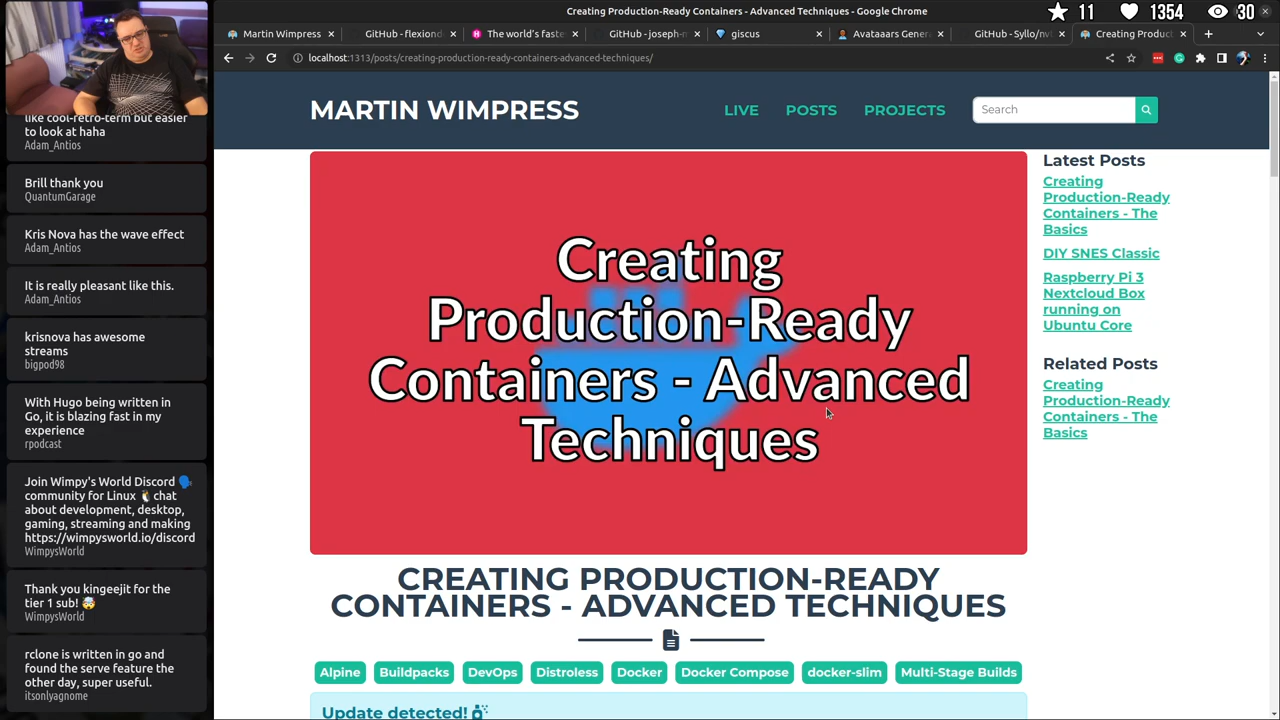 Creating Production-Ready Containers - Advanced Techniques - Google Chrome
11 1354 30
Martin Wimpress
GitHub - flexiond
The world's faste
GitHub - joseph-n
giscus
Avataaars Genera
GitHub - Syllo/nvt
Creating Product
localhost:1313/posts/creating-production-ready-containers-advanced-techniques/
like cool-retro-term but easier
to look at haha
Adam_Antios
Brill thank you
QuantumGarage
Kris Nova has the wave effect
Adam_Antios
It is really pleasant like this.
Adam_Antios
krisnova has awesome
streams
bigpod98
With Hugo being written in
Go, it is blazing fast in my
experience
rpodcast
Join Wimpy's World Discord 🗣
community for Linux 🐧 chat
about development, desktop,
gaming, streaming and making
https://wimpysworld.io/discord
WimpysWorld
Thank you kingeejit for the
tier 1 sub! 🤯
WimpysWorld
rclone is written in go and
found the serve feature the
other day, super useful.
itsonlyagnome
MARTIN WIMPRESS
LIVE POSTS PROJECTS
Search
Creating
Production-Ready
Containers - Advanced
Techniques
CREATING PRODUCTION-READY
CONTAINERS - ADVANCED TECHNIQUES
Alpine Buildpacks DevOps Distroless Docker Docker Compose docker-slim Multi-Stage Builds
Update detected!
Latest Posts
Creating
Production-Ready
Containers - The
Basics
DIY SNES Classic
Raspberry Pi 3
Nextcloud Box
running on
Ubuntu Core
Related Posts
Creating
Production-Ready
Containers - The
Basics